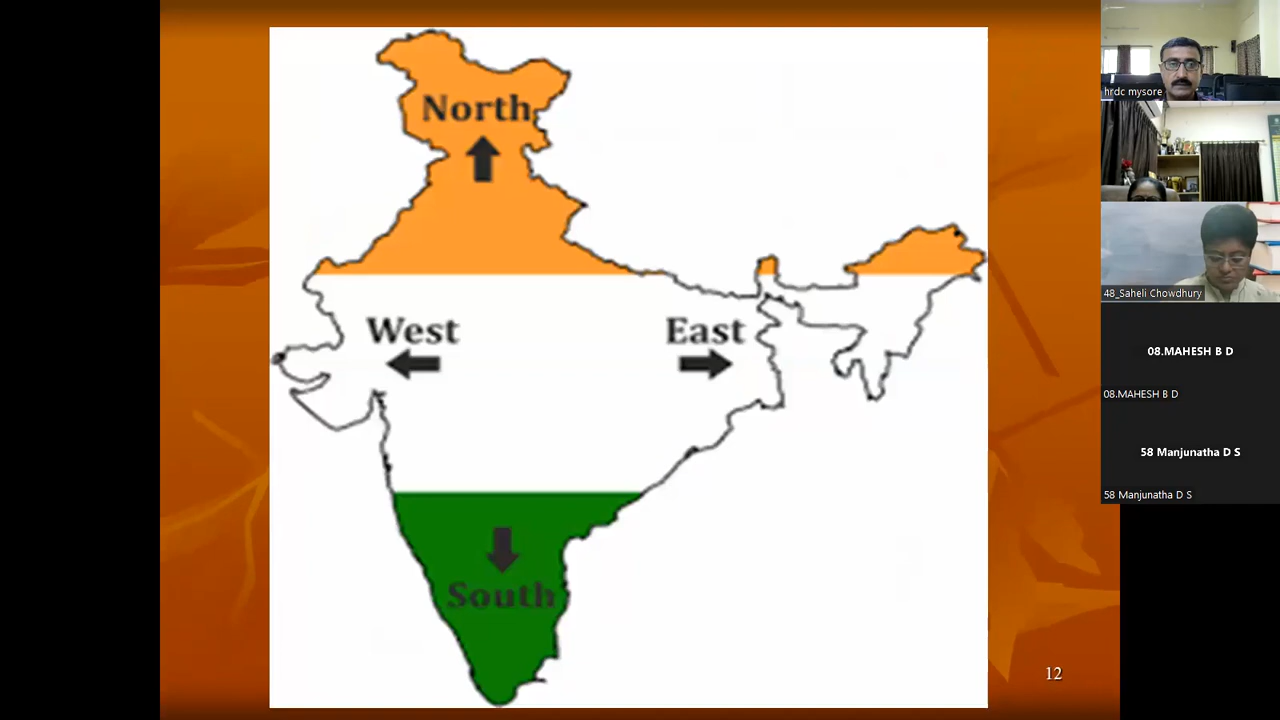 North
West
East
South
12
hrdc mysore
48_Saheli Chowdhury
08.MAHESH B D
08.MAHESH B D
58 Manjunatha D S
58 Manjunatha D S